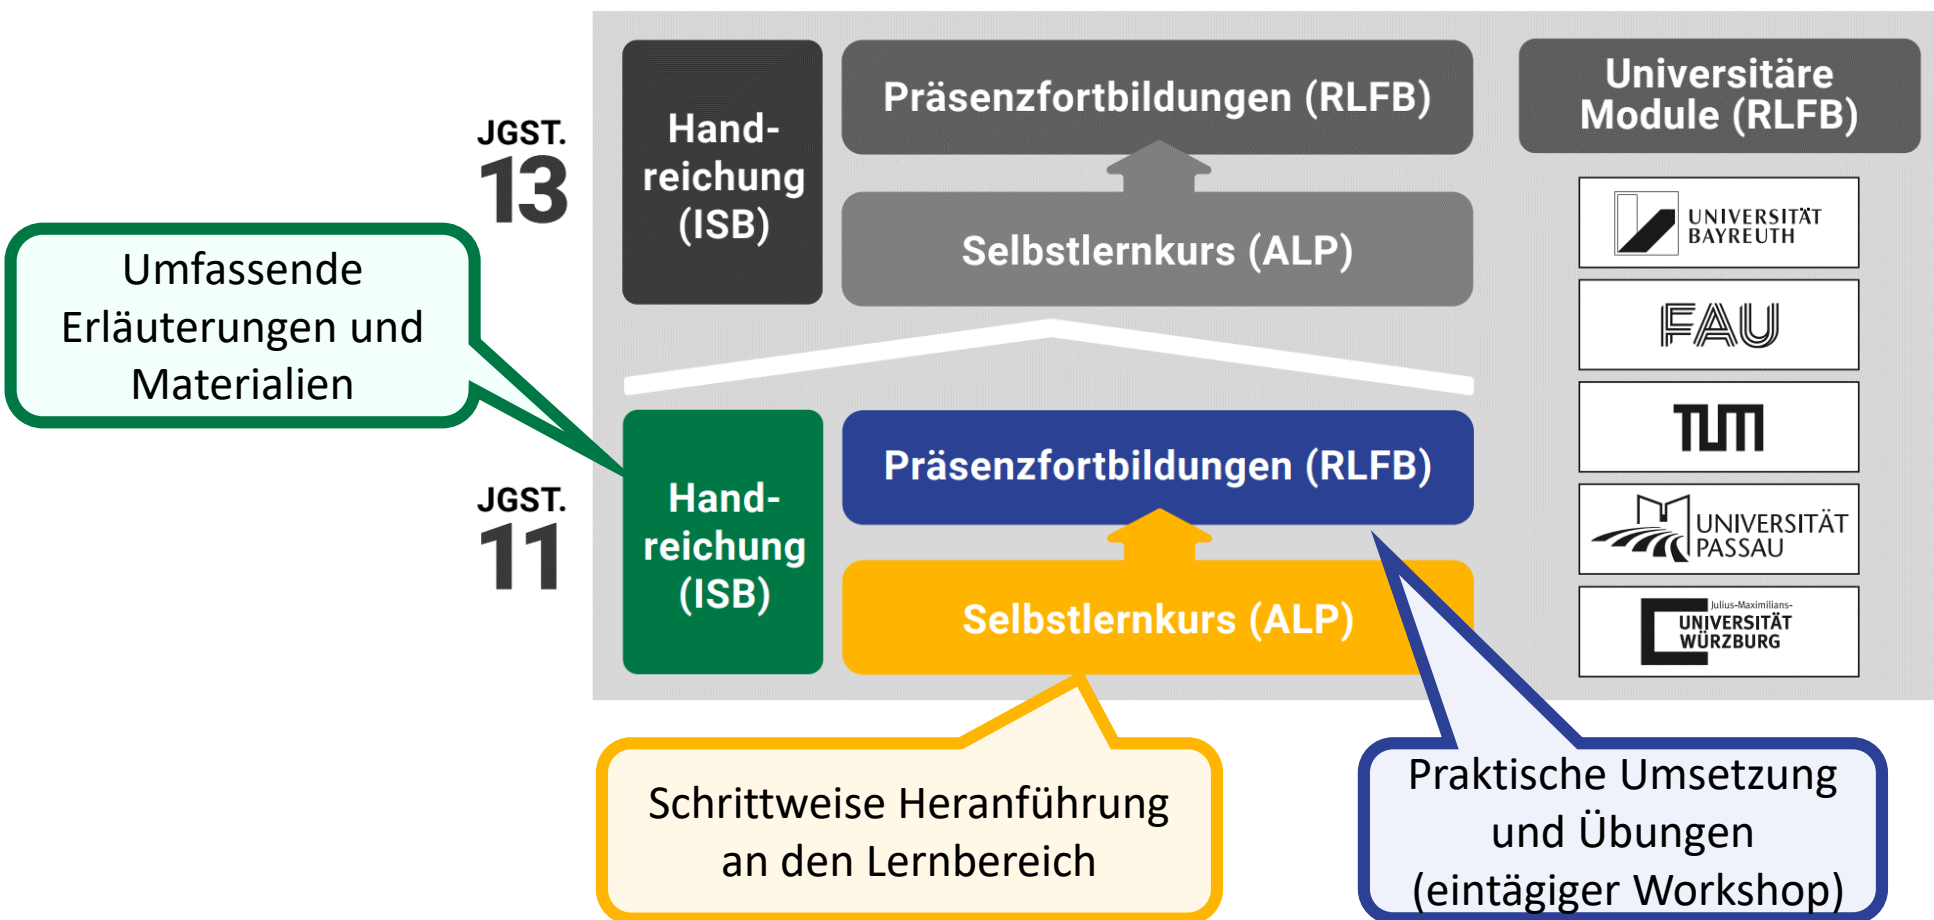 JGST.
13
Hand-
reichung
(ISB)
Präsenzfortbildungen (RLFB)
Selbstlernkurs (ALP)
Universitäre
Module (RLFB)
UNIVERSITÄT
BAYREUTH
FAU
TUM
UNIVERSITÄT
PASSAU
Julius-Maximilians-
UNIVERSITÄT
WÜRZBURG
Umfassende
Erläuterungen und
Materialien
JGST.
11
Hand-
reichung
(ISB)
Präsenzfortbildungen (RLFB)
Selbstlernkurs (ALP)
Schrittweise Heranführung
an den Lernbereich
Praktische Umsetzung
und Übungen
(eintägiger Workshop)